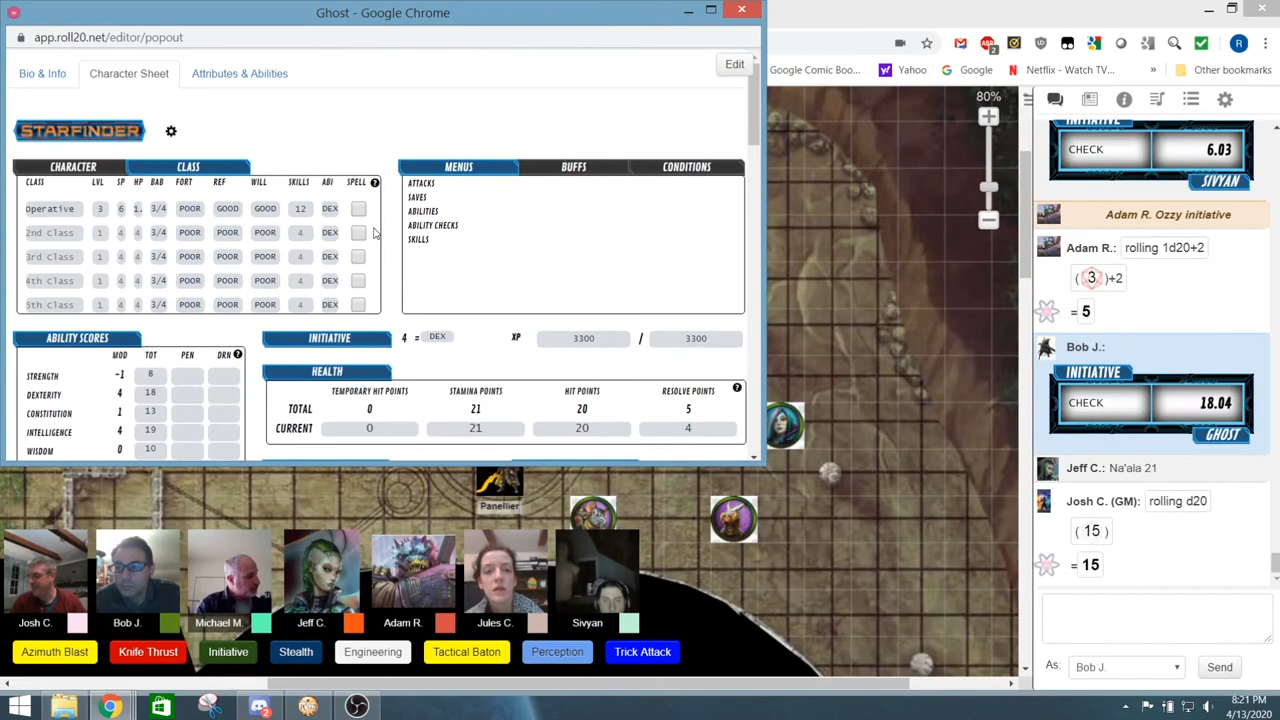 Ghost - Google Chrome
app.roll20.net/editor/popout
Bio & Info
Character Sheet
Attributes & Abilities
Edit
STARFINDER
CHARACTER CLASS
CLASS LVL SP HP BAB FORT REF WILL SKILLS ABI SPELL
Operative 3 6 1. 3/4 POOR GOOD GOOD 12 DEX
2nd Class 1 4 4 3/4 POOR POOR POOR 4 DEX
3rd Class 1 4 4 3/4 POOR POOR POOR 4 DEX
4th Class 1 4 4 3/4 POOR POOR POOR 4 DEX
5th Class 1 4 4 3/4 POOR POOR POOR 4 DEX
MENUS BUFFS CONDITIONS
ATTACKS
SAVES
ABILITIES
ABILITY CHECKS
SKILLS
ABILITY SCORES
MOD TOT PEN DRN
STRENGTH -1 8
DEXTERITY 4 18
CONSTITUTION 1 13
INTELLIGENCE 4 19
WISDOM 0 10
INITIATIVE 4 = DEX XP 3300 / 3300
HEALTH
TEMPORARY HIT POINTS STAMINA POINTS HIT POINTS RESOLVE POINTS
TOTAL 0 21 20 5
CURRENT 0 21 20 4
Google Comic Boo... Yahoo Google Netflix - Watch TV... » Other bookmarks
80%
INITIATIVE
CHECK 6.03
SIVYAN
Adam R. Ozzy initiative
Adam R.: rolling 1d20+2
(3)+2
= 5
Bob J.:
INITIATIVE
CHECK 18.04
GHOST
Jeff C.: Na'ala 21
Josh C. (GM): rolling d20
(15)
= 15
As: Bob J. Send
Panellier
Josh C. Bob J. Michael M. Jeff C. Adam R. Jules C. Sivyan
Azimuth Blast Knife Thrust Initiative Stealth Engineering Tactical Baton Perception Trick Attack
8:21 PM
4/13/2020